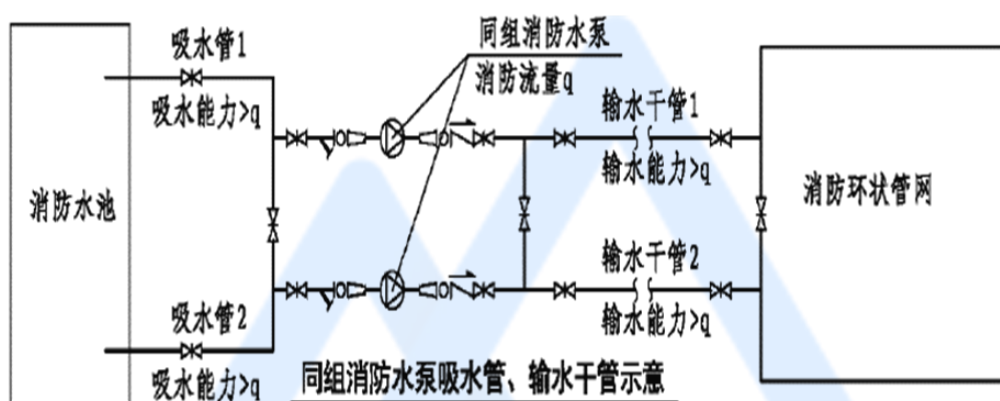 吸水管1
吸水能力>q
同组消防水泵
消防流量q
输水干管1
输水能力>q
消防水池
消防环状管网
输水干管2
输水能力>q
吸水管2
吸水能力>q
同组消防水泵吸水管、输水干管示意